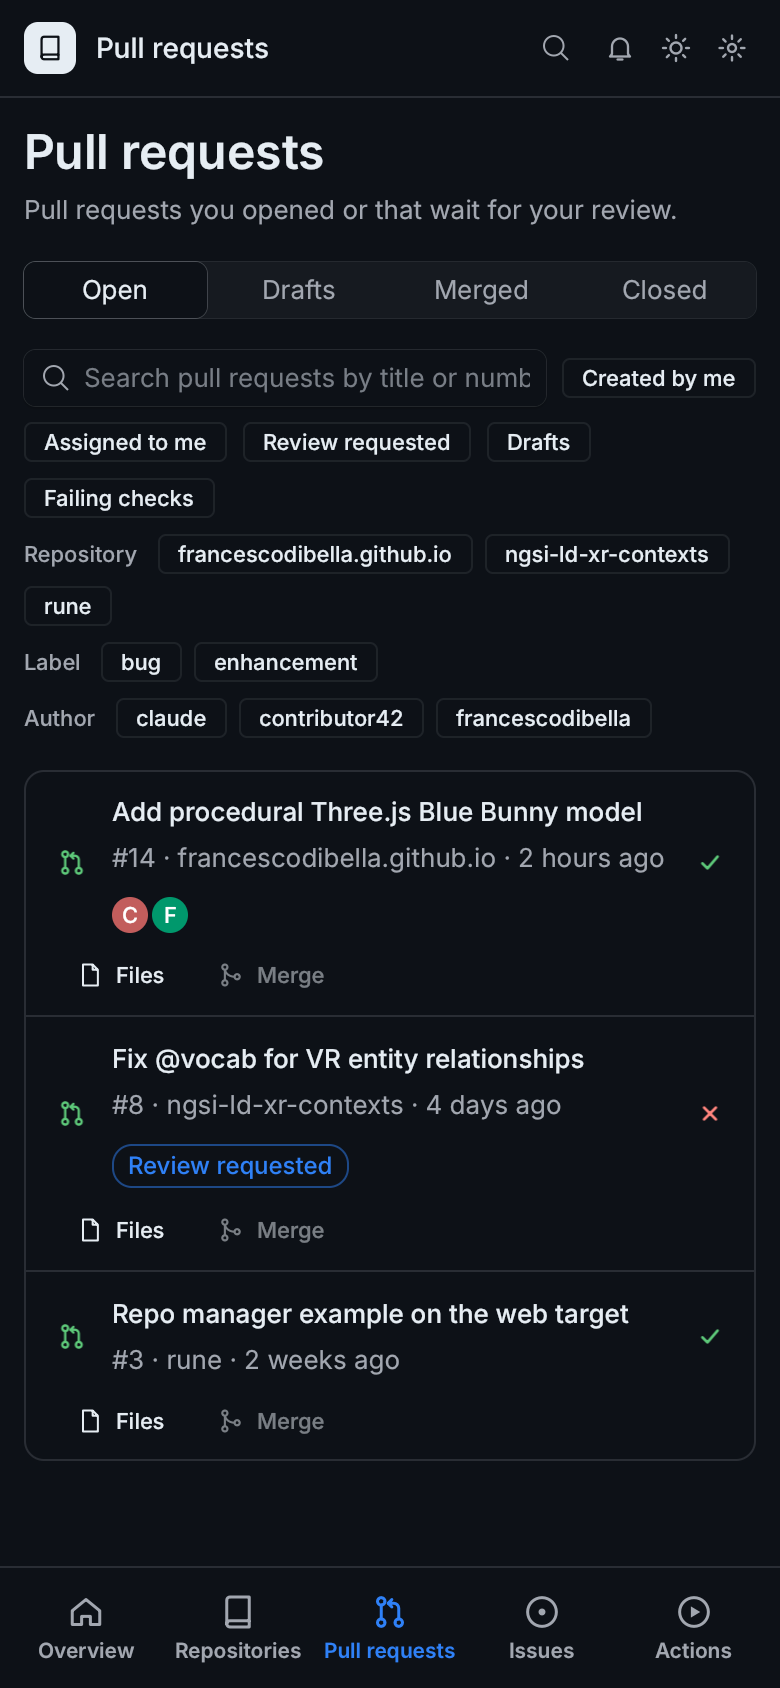 Pull requests
Pull requests
Pull requests you opened or that wait for your review.
Open Drafts Merged Closed
Search pull requests by title or numb Created by me
Assigned to me Review requested Drafts
Failing checks
Repository francescodibella.github.io ngsi-ld-xr-contexts
rune
Label bug enhancement
Author claude contributor42 francescodibella
Add procedural Three.js Blue Bunny model
#14 · francescodibella.github.io · 2 hours ago
C F
Files Merge
Fix @vocab for VR entity relationships
#8 · ngsi-ld-xr-contexts · 4 days ago
Review requested
Files Merge
Repo manager example on the web target
#3 · rune · 2 weeks ago
Files Merge
Overview Repositories Pull requests Issues Actions